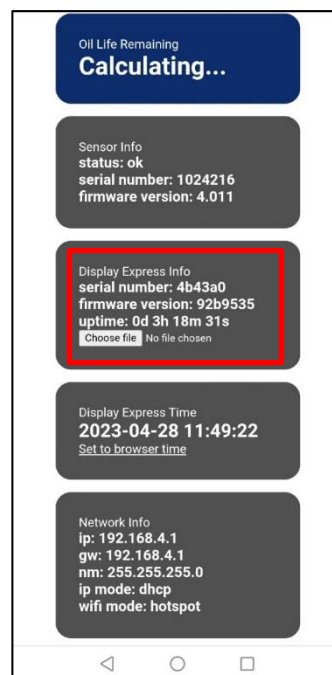 Oil Life Remaining
Calculating...
Sensor Info
status: ok
serial number: 1024216
firmware version: 4.011
Display Express Info
serial number: 4b43a0
firmware version: 92b9535
uptime: 0d 3h 18m 31s
Choose file No file chosen
Display Express Time
2023-04-28 11:49:22
Set to browser time
Network Info
ip: 192.168.4.1
gw: 192.168.4.1
nm: 255.255.255.0
ip mode: dhcp
wifi mode: hotspot